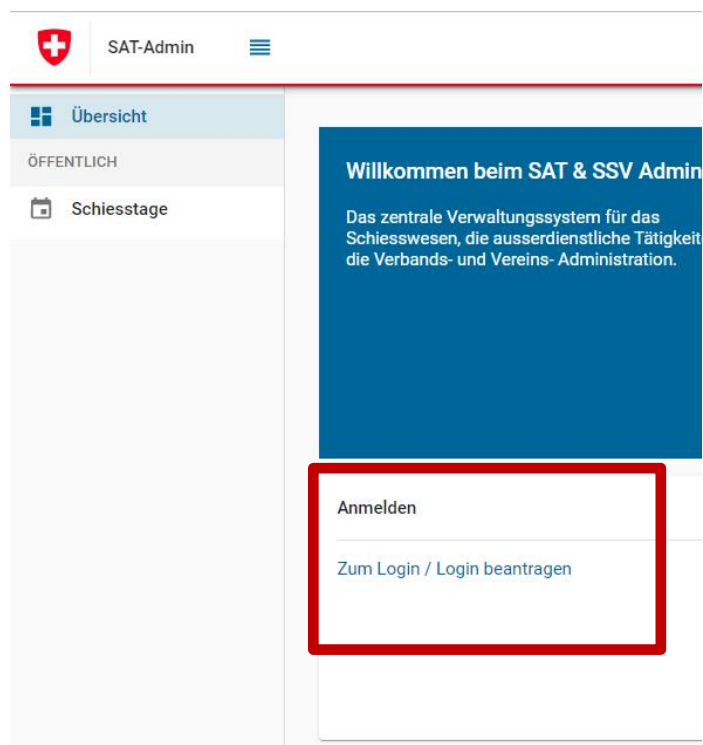 SAT-Admin
Übersicht
ÖFFENTLICH
Schiesstage
Willkommen beim SAT & SSV Admin
Das zentrale Verwaltungssystem für das
Schiesswesen, die ausserdienstliche
die Verbands- und Vereins- Administration.
Anmelden
Zum Login / Login beantragen